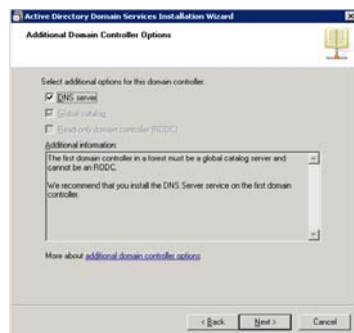 Active Directory Domain Services Installation Wizard
Additional Domain Controller Options
Select additional options for this domain controller.
DNS server
Global catalog
Read-only domain controller (RODC)
Additional information:
The first domain controller in a forest must be a global catalog server and
cannot be an RODC.
We recommend that you install the DNS Server service on the first domain
controller.
More about additional domain controller options
< Back
Next >
Cancel